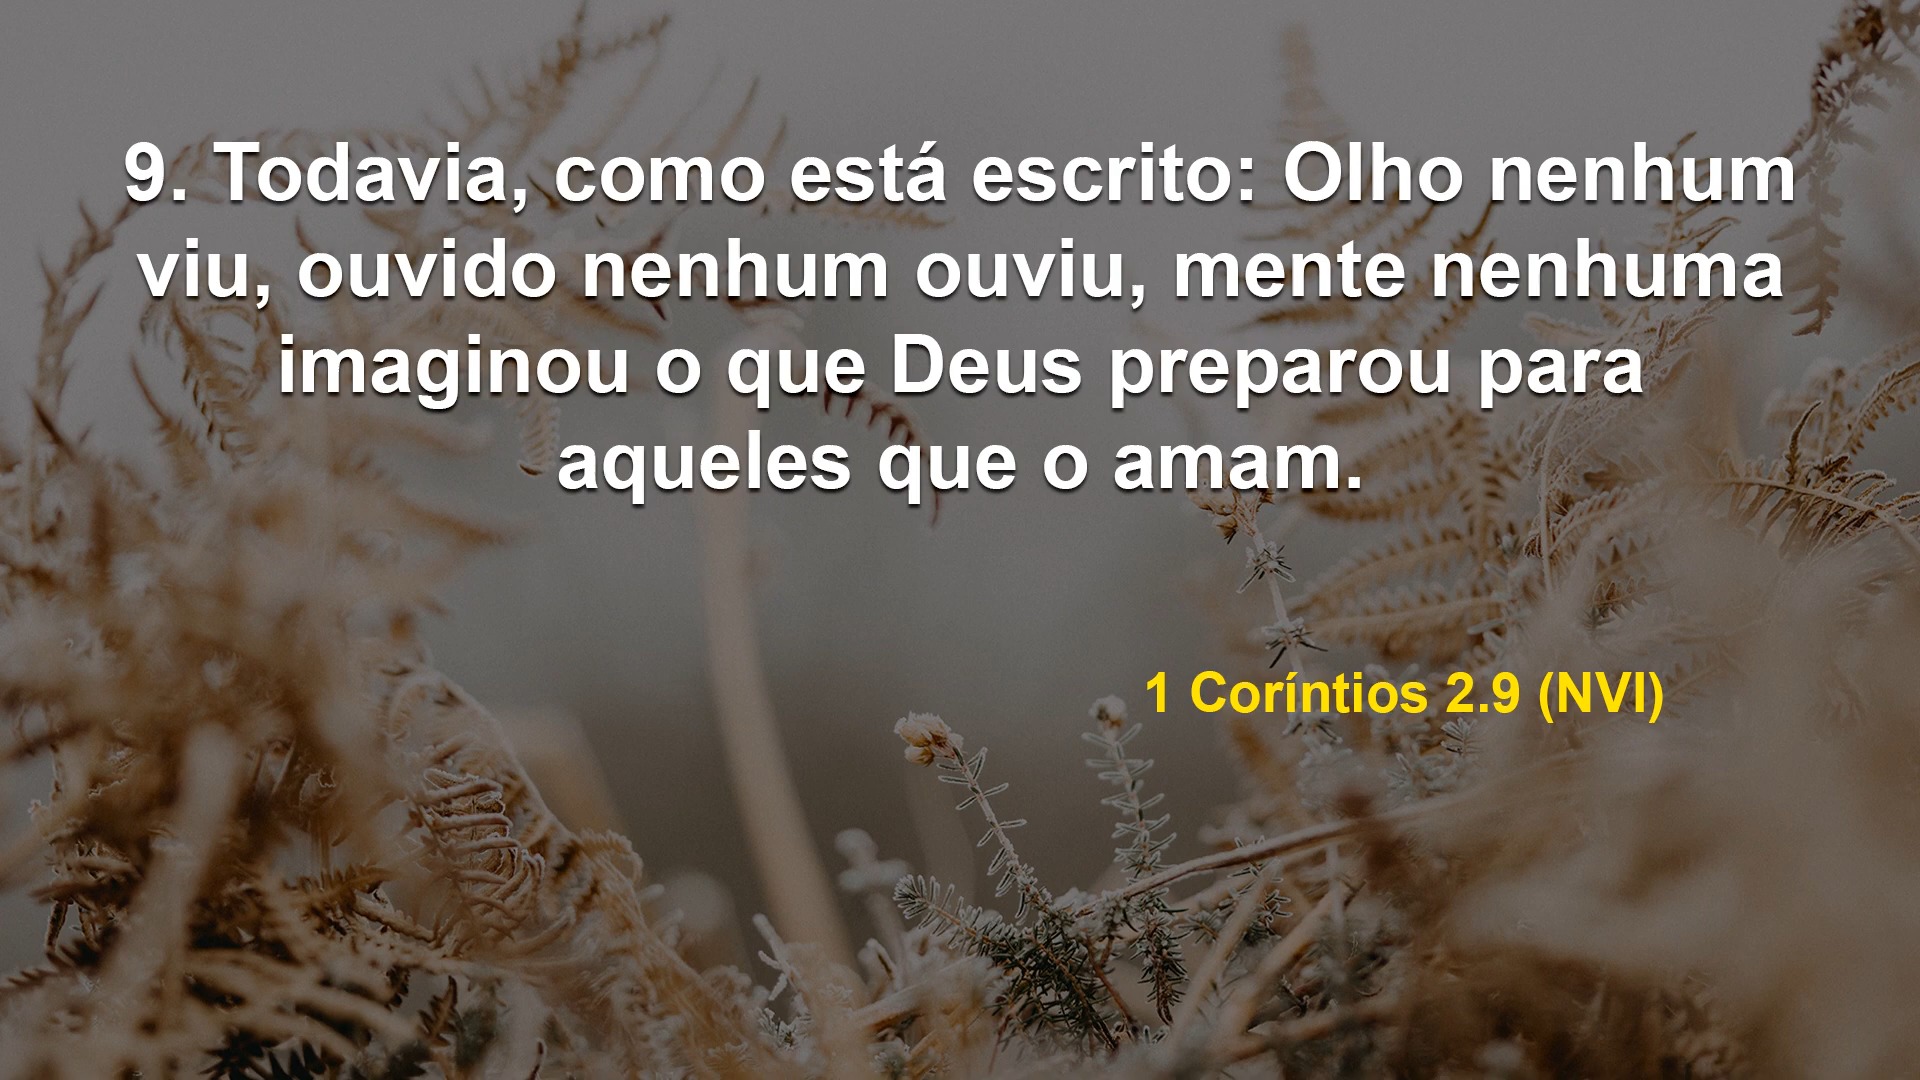 9. Todavia, como está escrito: Olho nenhum
viu, ouvido nenhum ouviu, mente nenhuma
imaginou o que Deus preparou para
aqueles que o amam.
1 Coríntios 2.9 (NVI)